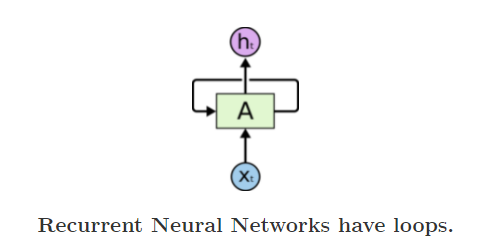 hₜ
A
xₜ
Recurrent Neural Networks have loops.